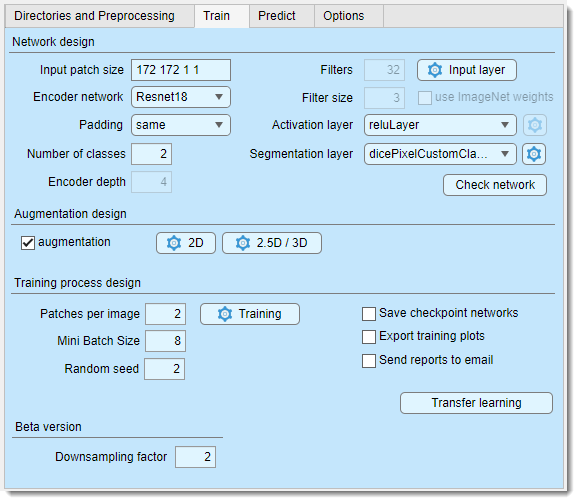 Directories and Preprocessing Train Predict Options
Network design
Input patch size 172 172 1 1 Filters 32 Input layer
Encoder network Resnet18 Filter size 3 use ImageNet weights
Padding same Activation layer reluLayer
Number of classes 2 Segmentation layer dicePixelCustomCla...
Encoder depth 4 Check network
Augmentation design
augmentation 2D 2.5D / 3D
Training process design
Patches per image 2 Training Save checkpoint networks
Mini Batch Size 8 Export training plots
Random seed 2 Send reports to email
Transfer learning
Beta version
Downsampling factor 2